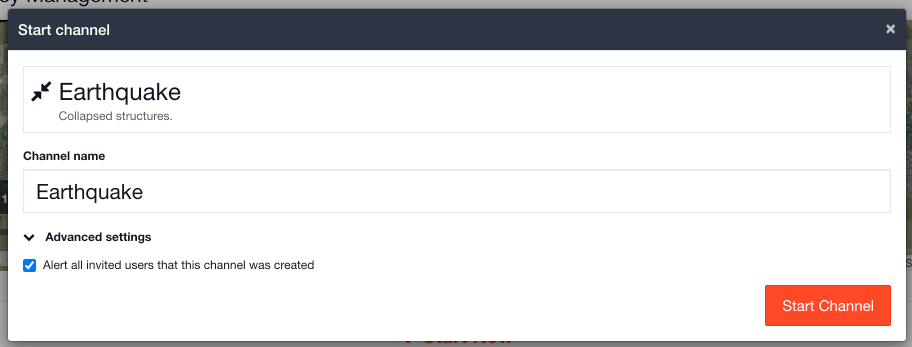 Management
Start channel ×
Earthquake
Collapsed structures.
Channel name
Earthquake
Advanced settings
Alert all invited users that this channel was created
Start Channel